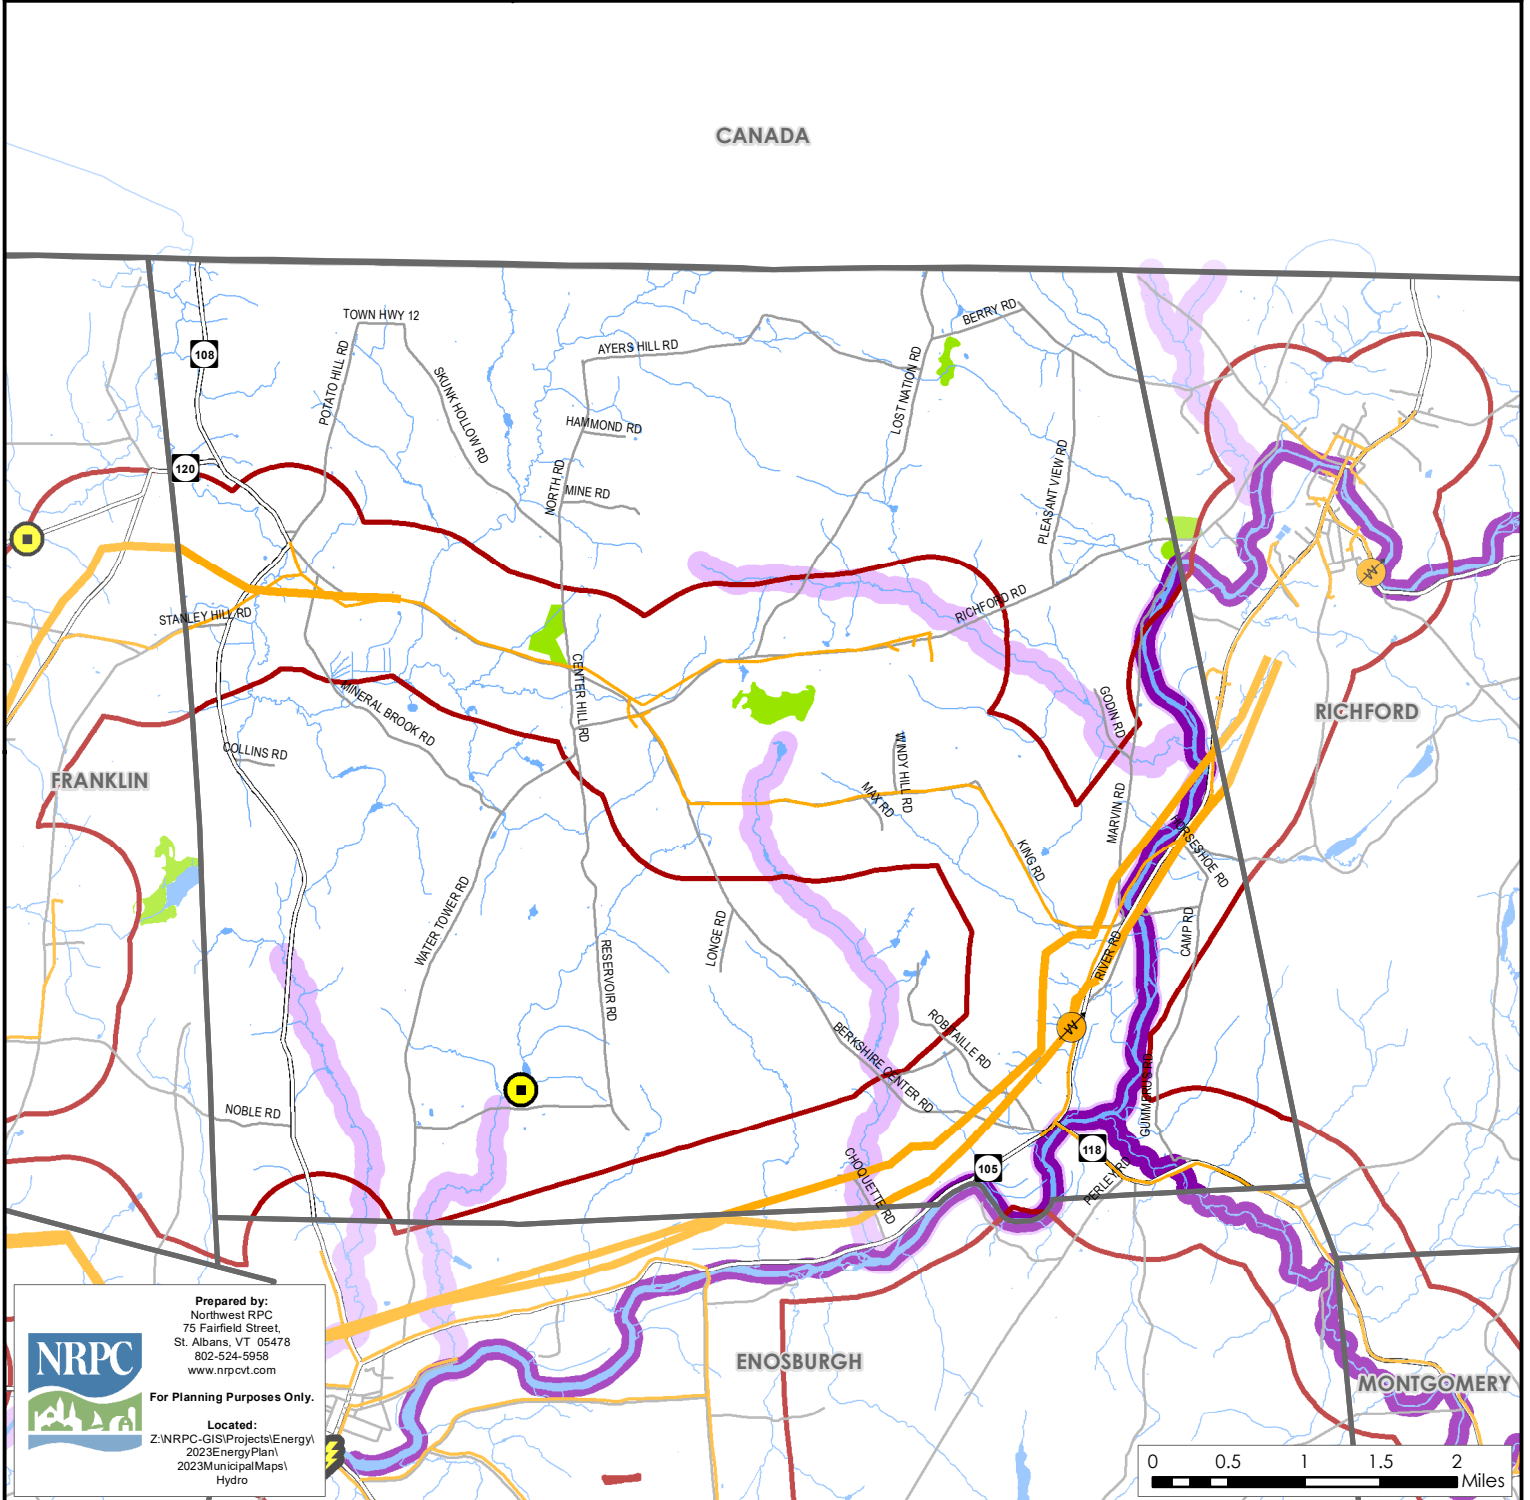 CANADA
BERRY RD
TOWN HWY 12
108
POTATO HILL RD
AYERS HILL RD
SKUNK HOLLOW RD
LOST NATION RD
HAMMOND RD
120
NORTH RD
MINE RD
PLEASANT VIEW RD
W
STANLEY HILL RD
RICHFORD RD
CENTER HILL RD
MINERAL BROOK RD
GODIN RD
RICHFORD
COLLINS RD
WINDY HILL RD
FRANKLIN
MAX RD
MARVIN RD
HORSESHOE RD
KING RD
WATER TOWER RD
LONGE RD
RESERVOIR RD
CAMP RD
RIVER RD
W
ROBITAILLE RD
BERKSHIRE CENTER RD
GUMMERUS RD
NOBLE RD
118
105
CHOQUETTE RD
PERLEY RD
ENOSBURGH
MONTGOMERY
NRPC
Prepared by:
Northwest RPC
75 Fairfield Street,
St. Albans, VT 05478
802-524-5958
www.nrpcvt.com
For Planning Purposes Only.
Located:
Z:\NRPC-GIS\Projects\Energy\
2023EnergyPlan\
2023MunicipalMaps\
Hydro
0 0.5 1 1.5 2
Miles